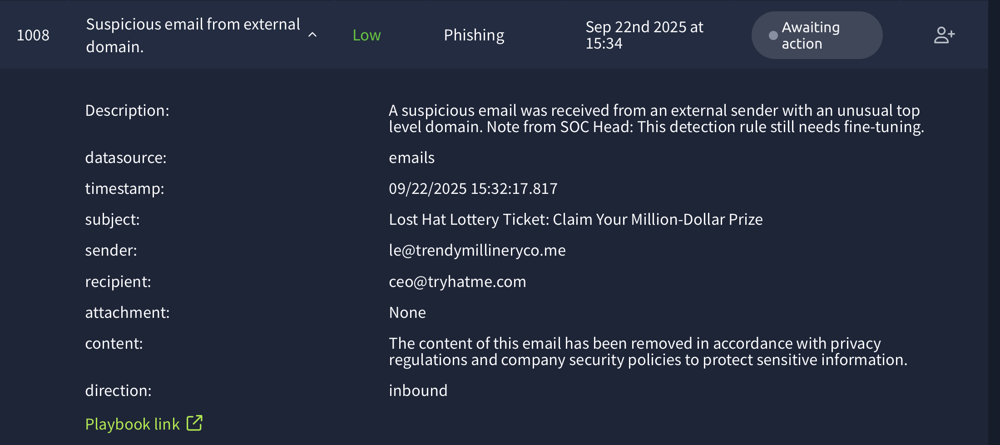 1008
Suspicious email from external
domain.
Low
Phishing
Sep 22nd 2025 at
15:34
Awaiting
action
Description:
A suspicious email was received from an external sender with an unusual top
level domain. Note from SOC Head: This detection rule still needs fine-tuning.
datasource:
emails
timestamp:
09/22/2025 15:32:17.817
subject:
Lost Hat Lottery Ticket: Claim Your Million-Dollar Prize
sender:
le@trendymillineryco.me
recipient:
ceo@tryhatme.com
attachment:
None
content:
The content of this email has been removed in accordance with privacy
regulations and company security policies to protect sensitive information.
direction:
inbound
Playbook link